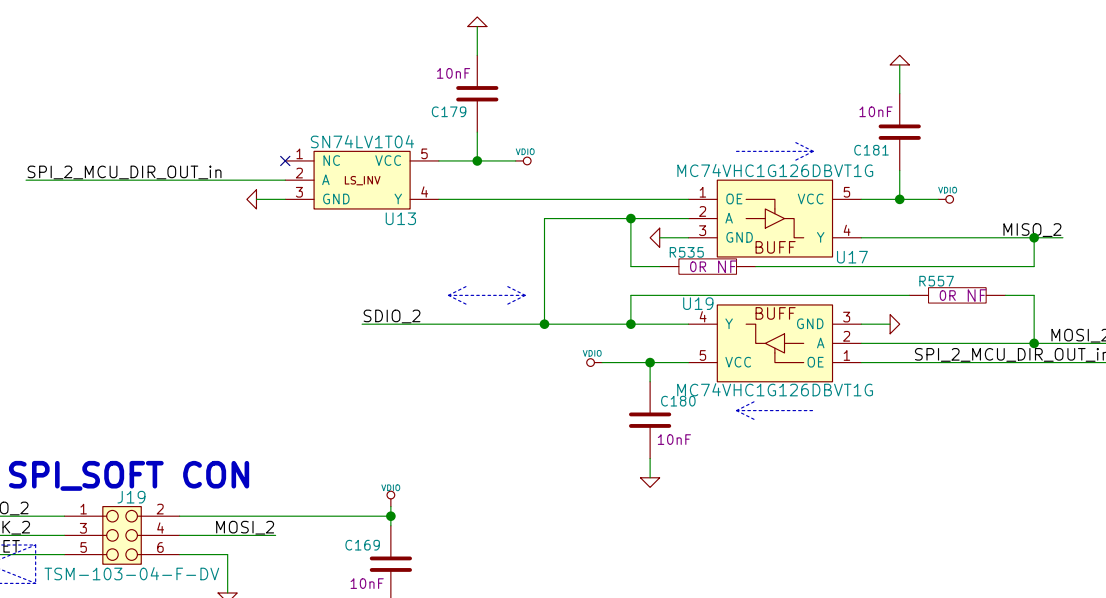 10nF
C179
SN74LV1T04
1 NC VCC 5
VDIO
SPI_2_MCU_DIR_OUT_in
2 A LS_INV
3 GND Y 4
U13
10nF
C181
MC74VHC1G126DBVT1G
1 OE VCC 5
VDIO
2 A
3 GND Y 4
BUFF
U17
MISO_2
R535
0R NF
R557
0R NF
SDIO_2
U19
BUFF
4 Y GND 3
A 2
MOSI_2
VDIO
5 VCC OE 1
SPI_2_MCU_DIR_OUT_in
MC74VHC1G126DBVT1G
C180
10nF
SPI_SOFT CON
J19
VDIO
O_2 1 2
K_2 3 4 MOSI_2
ET 5 6
TSM-103-04-F-DV
C169
10nF